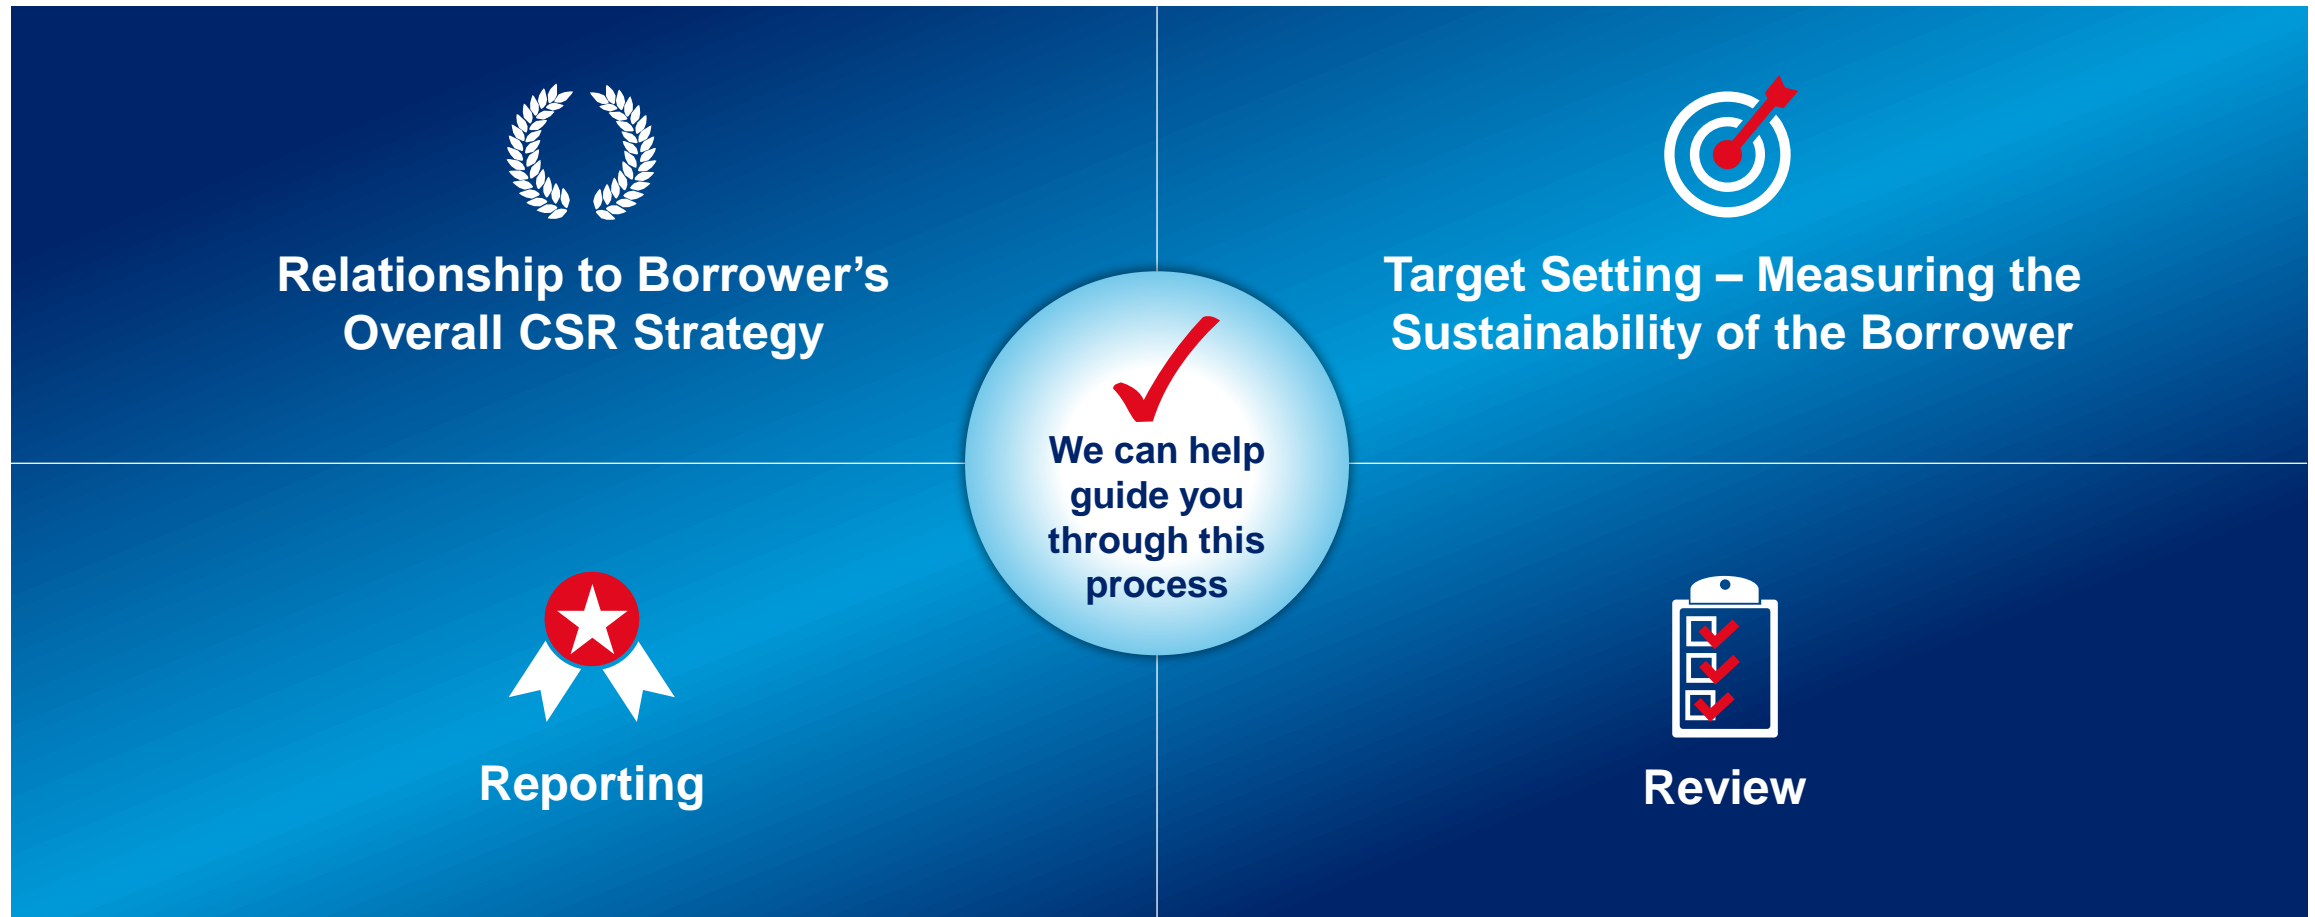 Relationship to Borrower’s
Overall CSR Strategy
Target Setting – Measuring the
Sustainability of the Borrower
We can help
guide you
through this
process
Reporting
Review